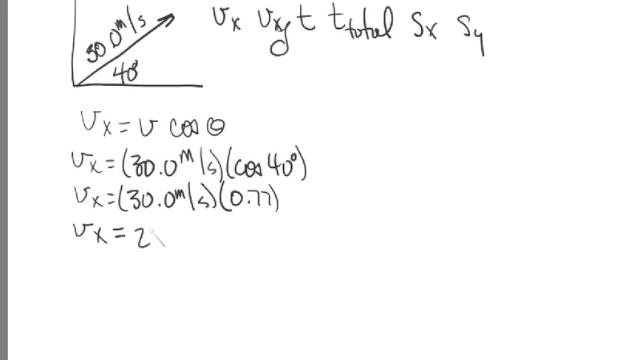 30.0 m/s
40°
vx vy t t total Sx Sy
vx = v cos θ
vx = (30.0 m/s)(cos 40°)
vx = (30.0 m/s)(0.77)
vx = 2